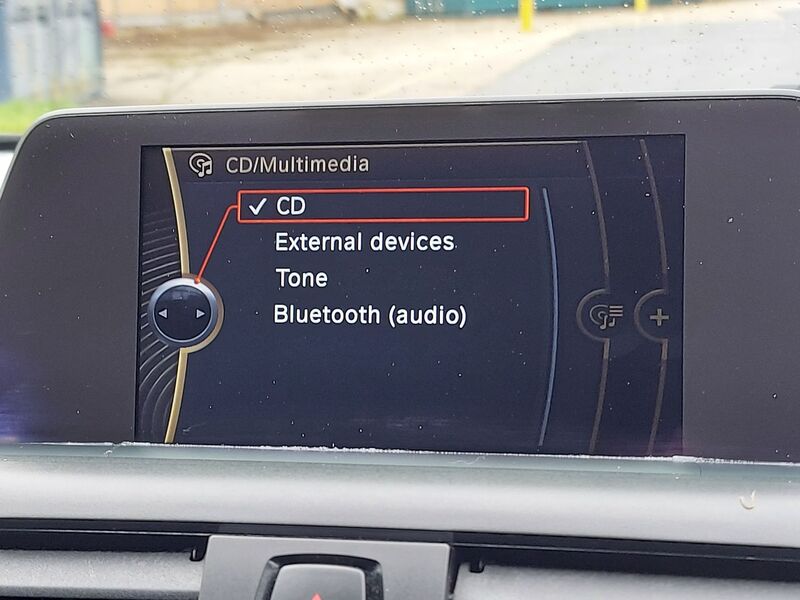 CD/Multimedia
✓ CD
External devices
Tone
Bluetooth (audio)